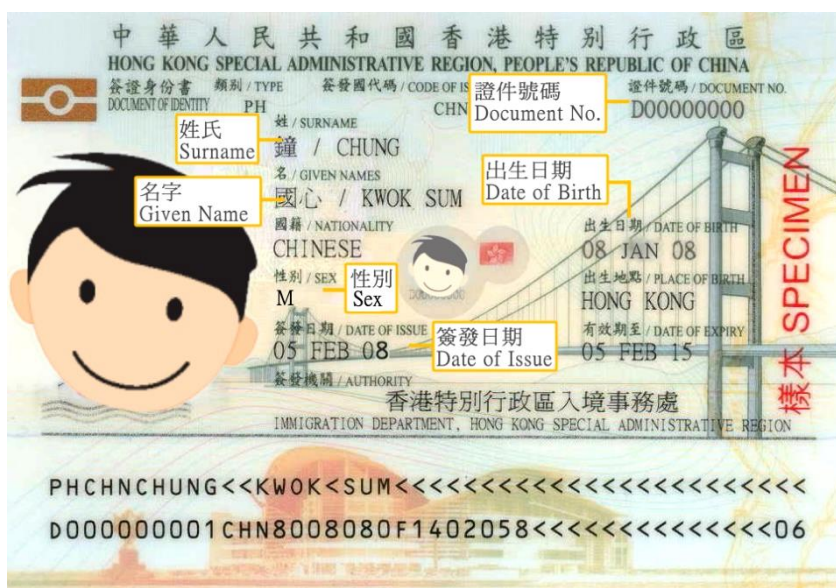 中華人民共和國香港特別行政區
HONG KONG SPECIAL ADMINISTRATIVE REGION, PEOPLE'S REPUBLIC OF CHINA
簽證身份書 類別 / TYPE 簽發國代碼 / CODE OF IS 證件號碼 證件號碼 / DOCUMENT NO.
DOCUMENT OF IDENTITY PH CHN Document No. D00000000
姓氏 姓 / SURNAME
Surname 鐘 / CHUNG
名字 名 / GIVEN NAMES 出生日期
Given Name 國心 / KWOK SUM Date of Birth
國籍 / NATIONALITY 出生日期 / DATE OF BIRTH
CHINESE 08 JAN 08
性別 / SEX 性別 出生地點 / PLACE OF BIRTH
M Sex HONG KONG
簽發日期 / DATE OF ISSUE 簽發日期 有效期至 / DATE OF EXPIRY
05 FEB 08 Date of Issue 05 FEB 15
簽發機關 / AUTHORITY
香港特別行政區入境事務處
IMMIGRATION DEPARTMENT, HONG KONG SPECIAL ADMINISTRATIVE REGION
樣本 SPECIMEN
PHCHNCHUNG<<KWOK<SUM<<<<<<<<<<<<<<<<<<<<<<<<
D000000001CHN8008080F1402058<<<<<<<<<<<<<<06